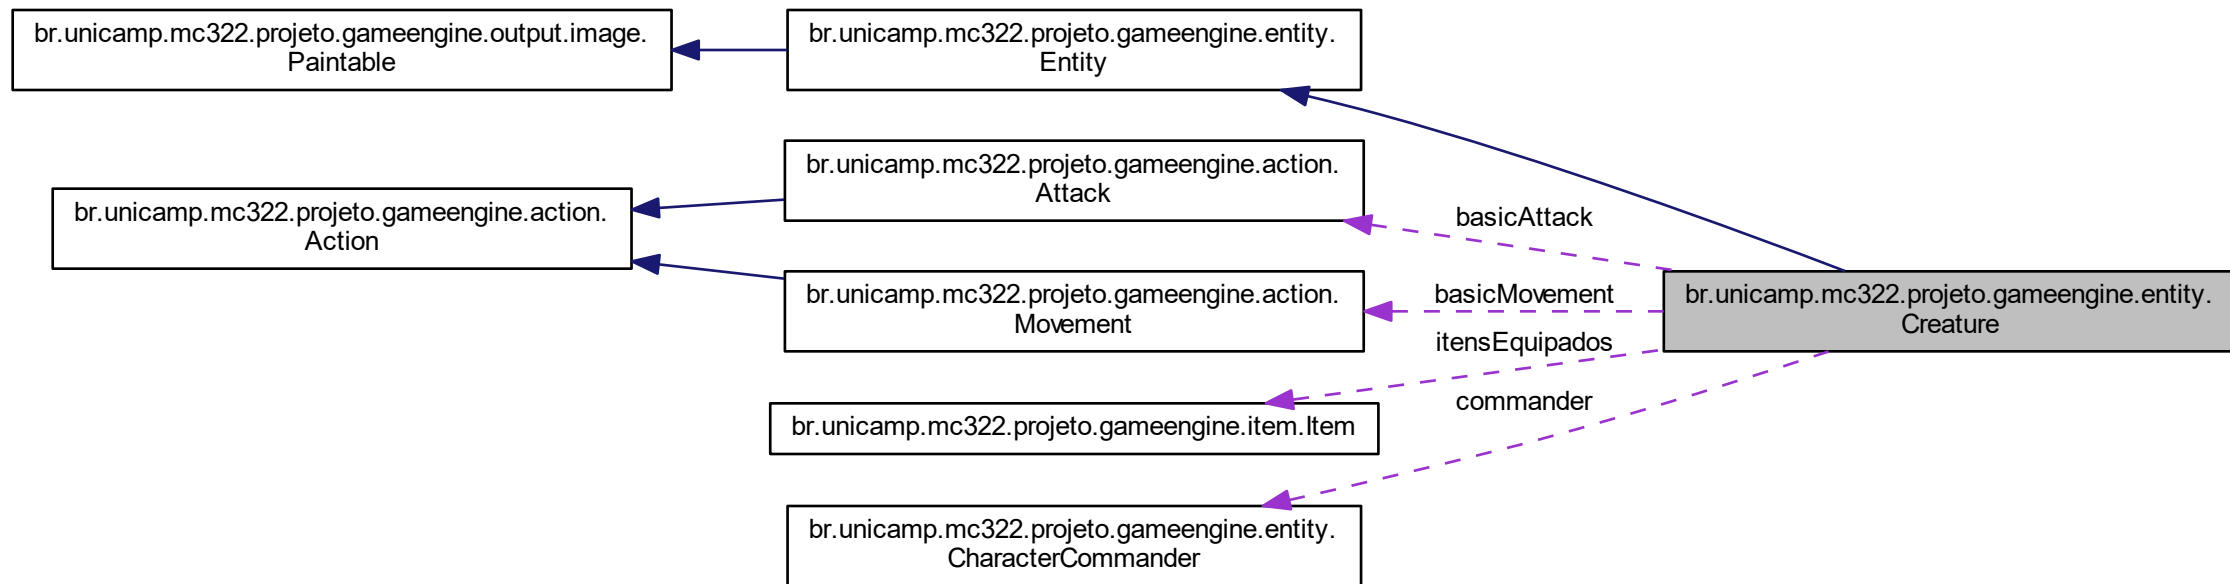 br.unicamp.mc322.projeto.gameengine.output.image.
Paintable
br.unicamp.mc322.projeto.gameengine.entity.
Entity
br.unicamp.mc322.projeto.gameengine.action.
Attack
br.unicamp.mc322.projeto.gameengine.action.
Action
basicAttack
br.unicamp.mc322.projeto.gameengine.action.
Movement
basicMovement
br.unicamp.mc322.projeto.gameengine.entity.
Creature
itensEquipados
br.unicamp.mc322.projeto.gameengine.item.Item
commander
br.unicamp.mc322.projeto.gameengine.entity.
CharacterCommander